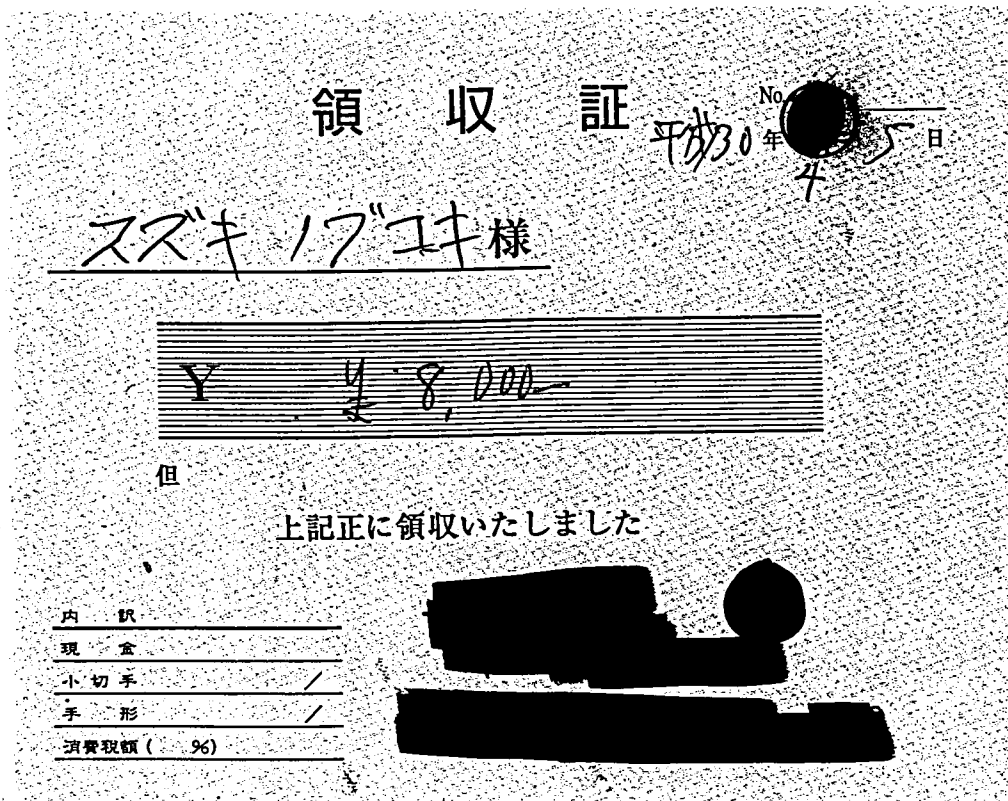 領収証
No.
平成30年 4 5日
スズキ ノブユキ様
Y ¥8,000-
但
上記正に領収いたしました
内訳
現金
小切手 /
手形 /
消費税額( %)